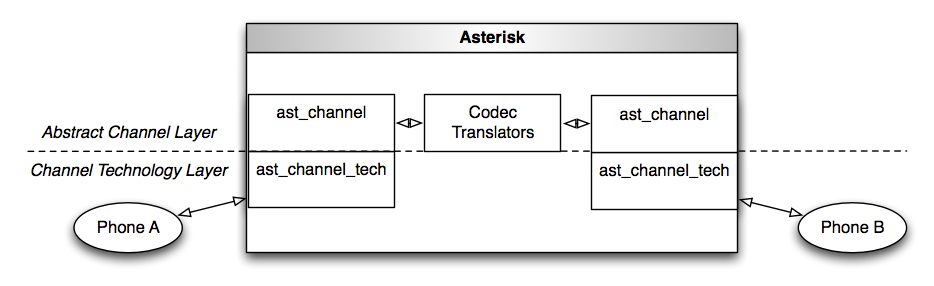 Asterisk
ast_channel
Codec
Translators
ast_channel
Abstract Channel Layer
Channel Technology Layer
ast_channel_tech
ast_channel_tech
Phone A
Phone B